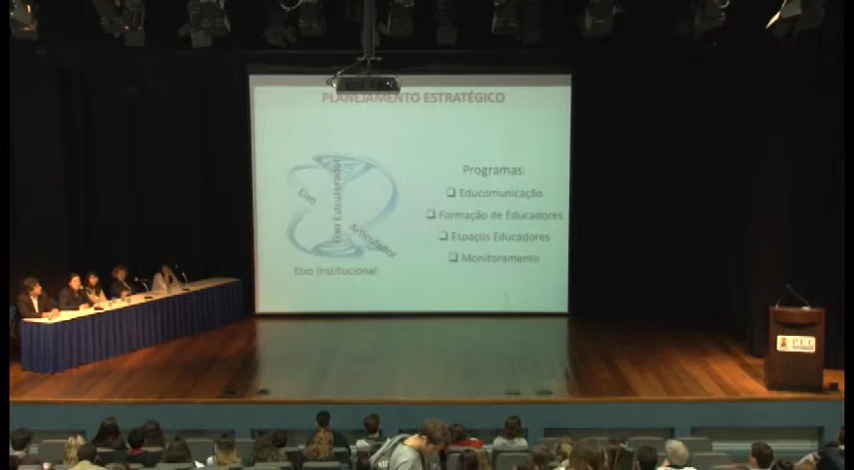 PLANEJAMENTO ESTRATÉGICO
Programas:
Educomunicação
Formação de Educadores
Espaços Educadores
Monitoramento
Eixo
Eixo Estruturador
Articulador
Eixo Institucional